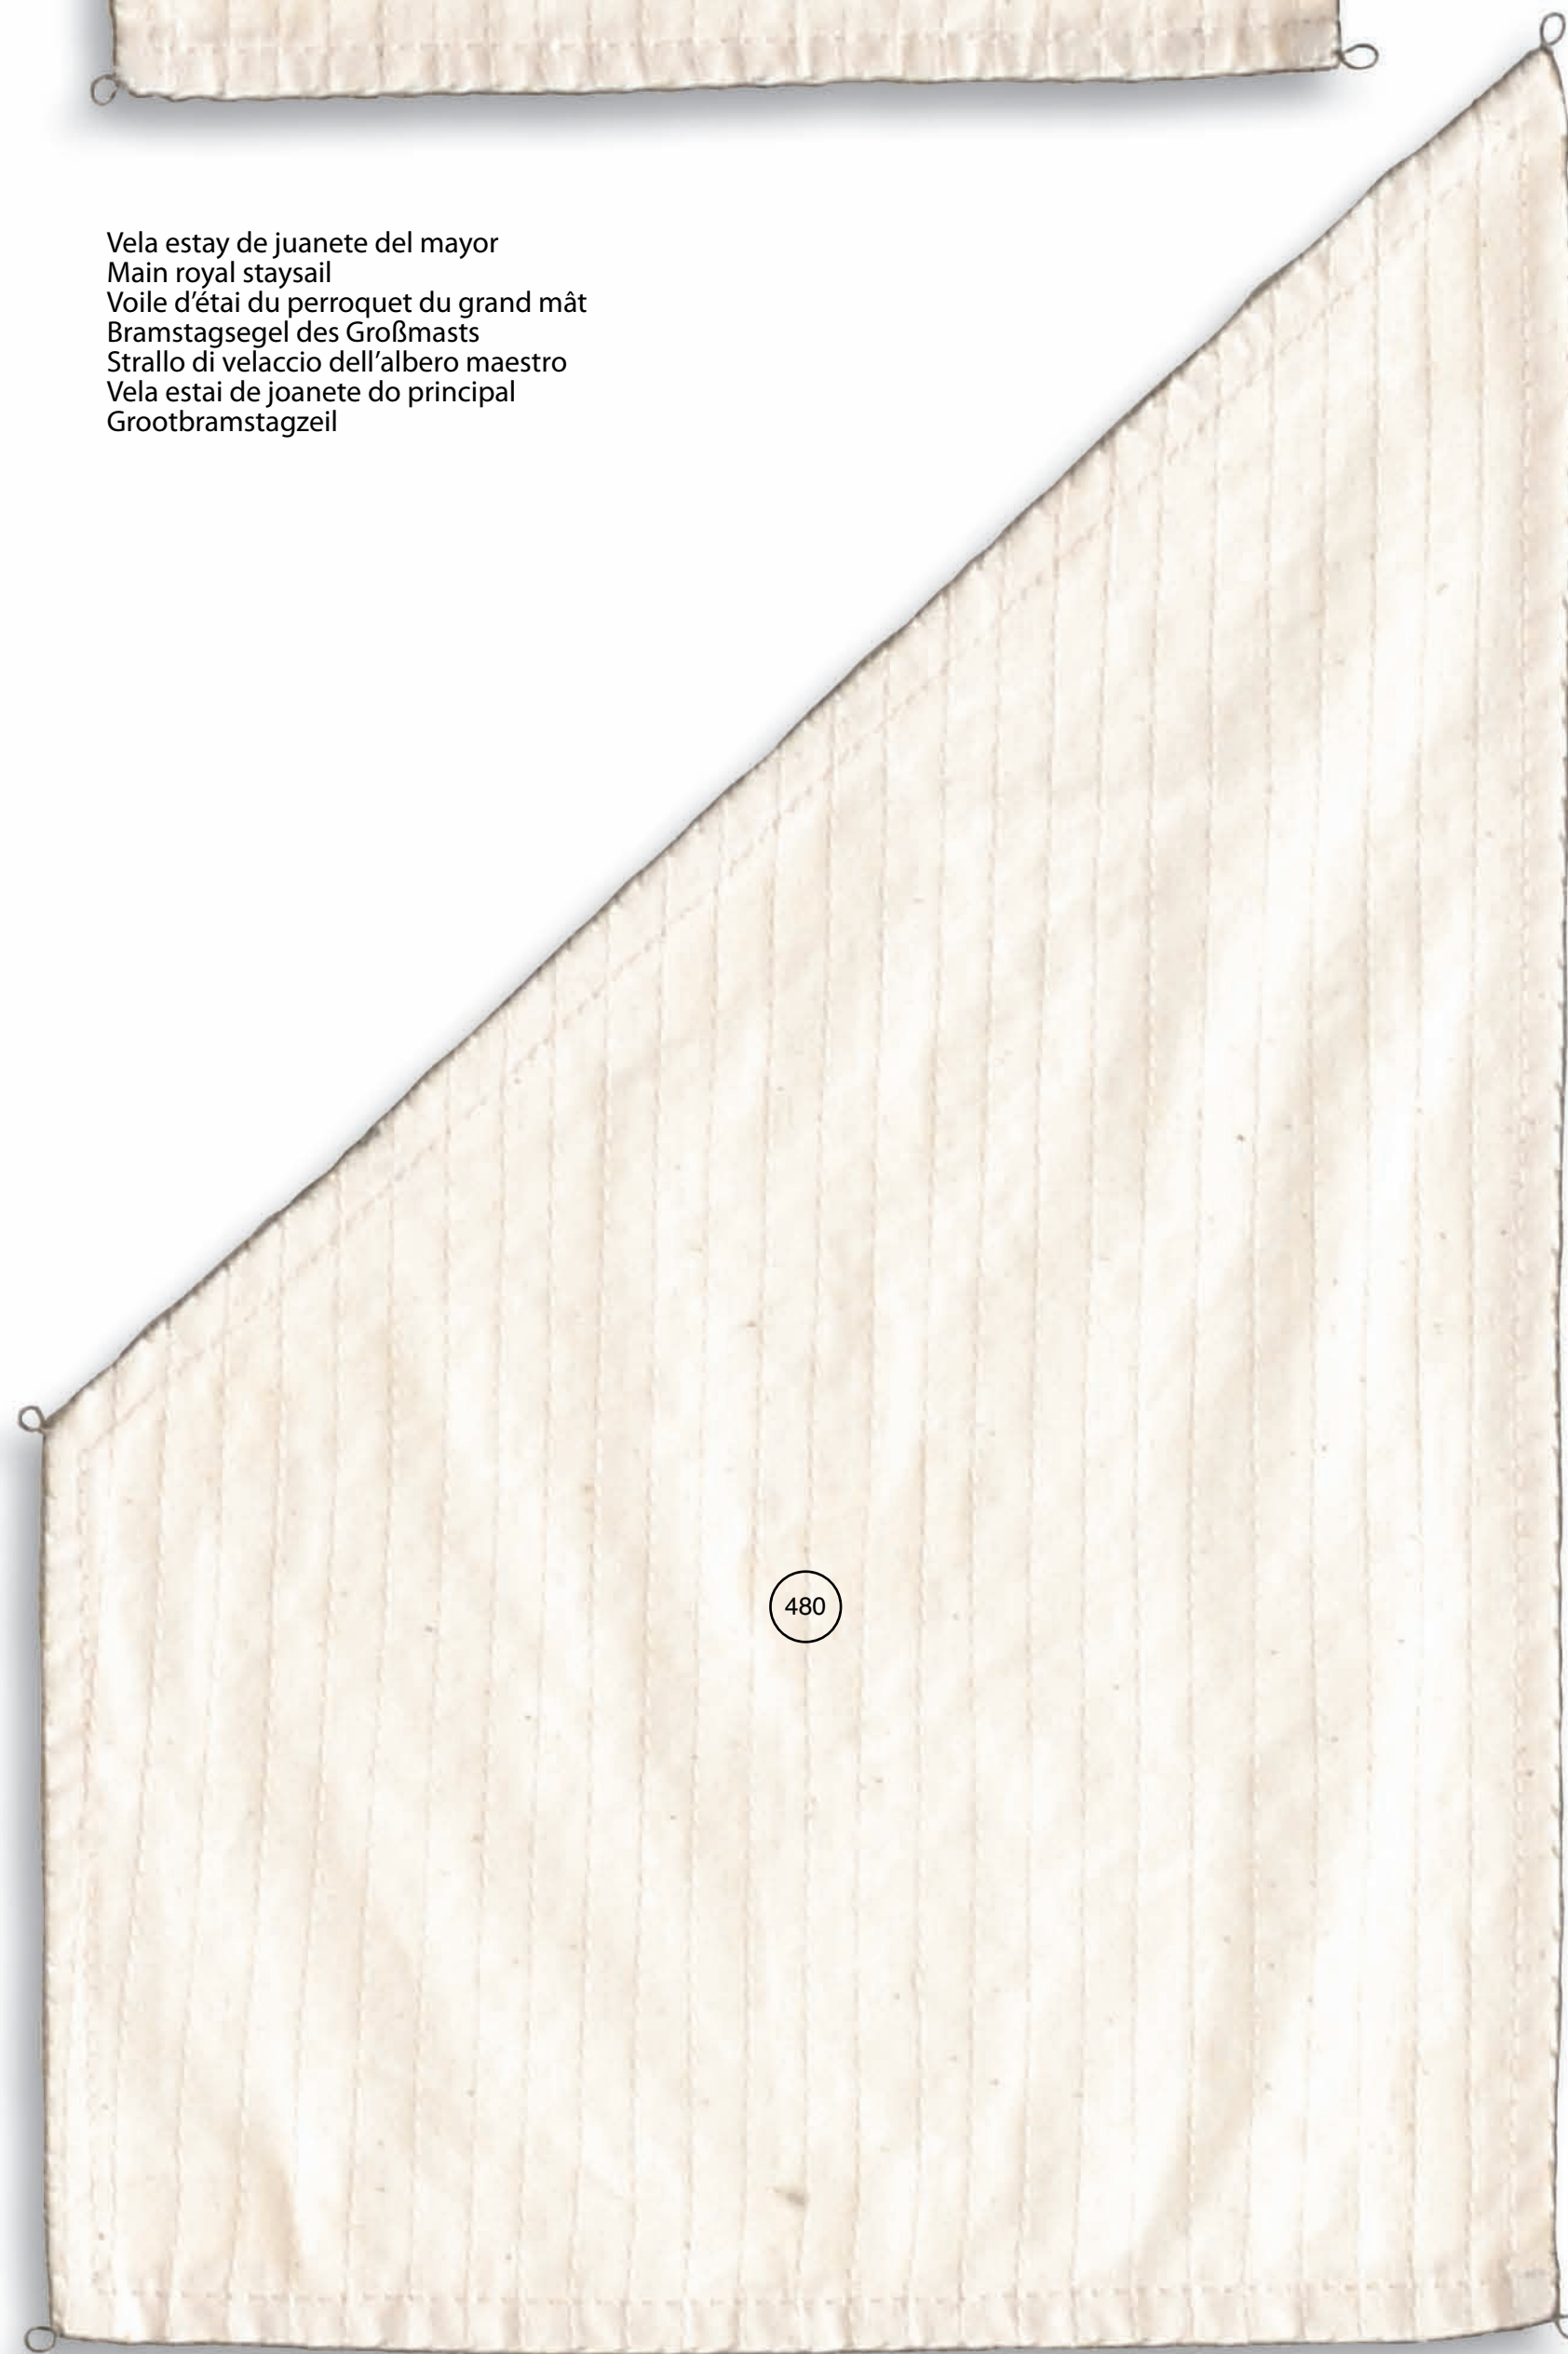 Vela estay de juanete del mayor
Main royal staysail
Voile d’étai du perroquet du grand mât
Bramstagsegel des Großmasts
Strallo di velaccio dell’albero maestro
Vela estai de joanete do principal
Grootbramstagzeil
480